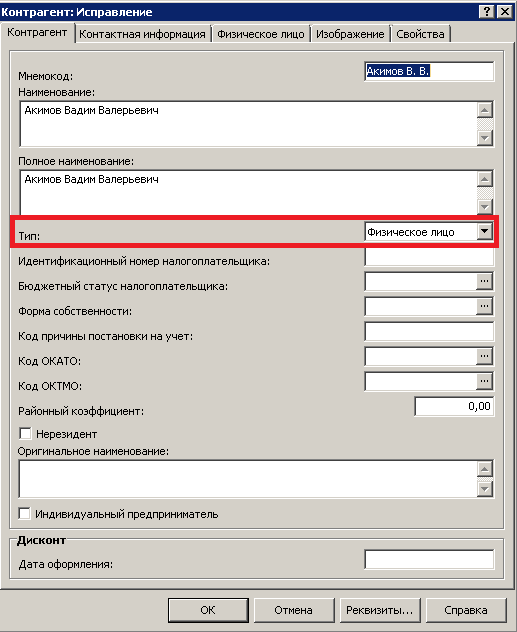 Контрагент: Исправление
Контрагент Контактная информация Физическое лицо Изображение Свойства
Мнемокод: Акимов В. В.
Наименование:
Акимов Вадим Валерьевич
Полное наименование:
Акимов Вадим Валерьевич
Тип: Физическое лицо
Идентификационный номер налогоплательщика:
Бюджетный статус налогоплательщика: ...
Форма собственности: ...
Код причины постановки на учет:
Код ОКАТО: ...
Код ОКТМО: ...
Районный коэффициент: 0,00
Нерезидент
Оригинальное наименование:
Индивидуальный предприниматель
Дисконт
Дата оформления:
ОК Отмена Реквизиты... Справка